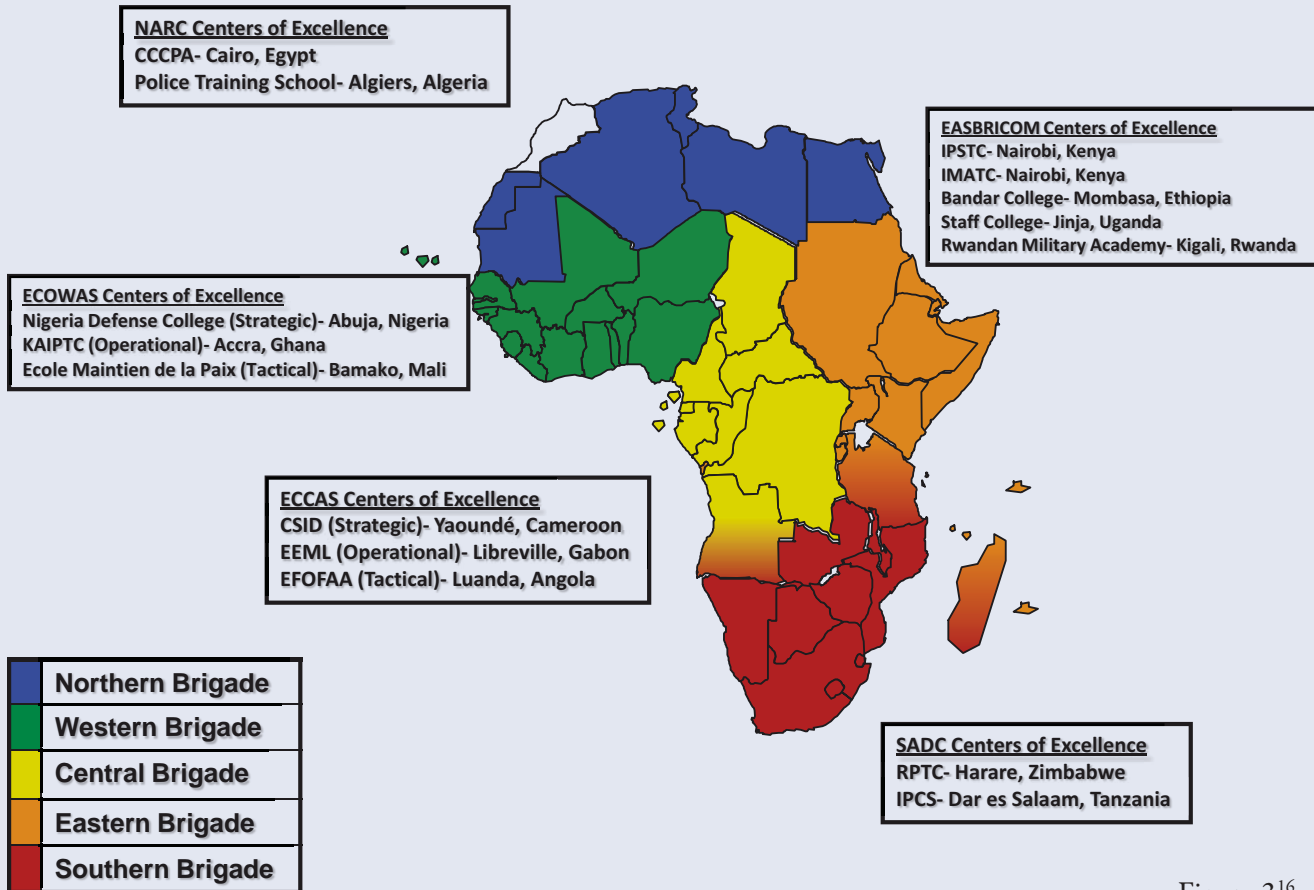 NARC Centers of Excellence
CCCPA- Cairo, Egypt
Police Training School- Algiers, Algeria
EASBRICOM Centers of Excellence
IPSTC- Nairobi, Kenya
IMATC- Nairobi, Kenya
Bandar College- Mombasa, Ethiopia
Staff College- Jinja, Uganda
Rwandan Military Academy- Kigali, Rwanda
ECOWAS Centers of Excellence
Nigeria Defense College (Strategic)- Abuja, Nigeria
KAIPTC (Operational)- Accra, Ghana
Ecole Maintien de la Paix (Tactical)- Bamako, Mali
ECCAS Centers of Excellence
CSID (Strategic)- Yaoundé, Cameroon
EEML (Operational)- Libreville, Gabon
EFOFAA (Tactical)- Luanda, Angola
Northern Brigade
Western Brigade
Central Brigade
Eastern Brigade
Southern Brigade
SADC Centers of Excellence
RPTC- Harare, Zimbabwe
IPCS- Dar es Salaam, Tanzania